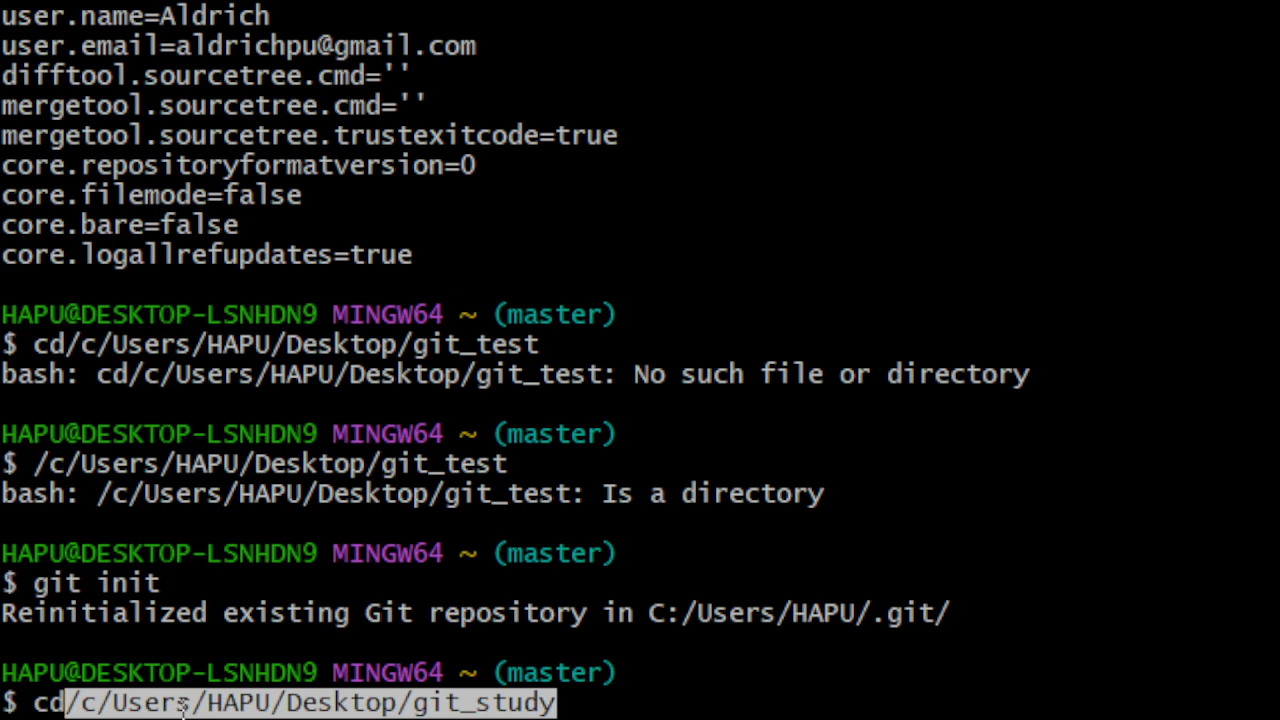 user.name=Aldrich
user.email=aldrichpu@gmail.com
difftool.sourcetree.cmd=''
mergetool.sourcetree.cmd=''
mergetool.sourcetree.trustexitcode=true
core.repositoryformatversion=0
core.filemode=false
core.bare=false
core.logallrefupdates=true
HAPU@DESKTOP-LSNHDN9 MINGW64 ~ (master)
$ cd/c/Users/HAPU/Desktop/git_test
bash: cd/c/Users/HAPU/Desktop/git_test: No such file or directory
HAPU@DESKTOP-LSNHDN9 MINGW64 ~ (master)
$ /c/Users/HAPU/Desktop/git_test
bash: /c/Users/HAPU/Desktop/git_test: Is a directory
HAPU@DESKTOP-LSNHDN9 MINGW64 ~ (master)
$ git init
Reinitialized existing Git repository in C:/Users/HAPU/.git/
HAPU@DESKTOP-LSNHDN9 MINGW64 ~ (master)
$ cd/c/Users/HAPU/Desktop/git_study